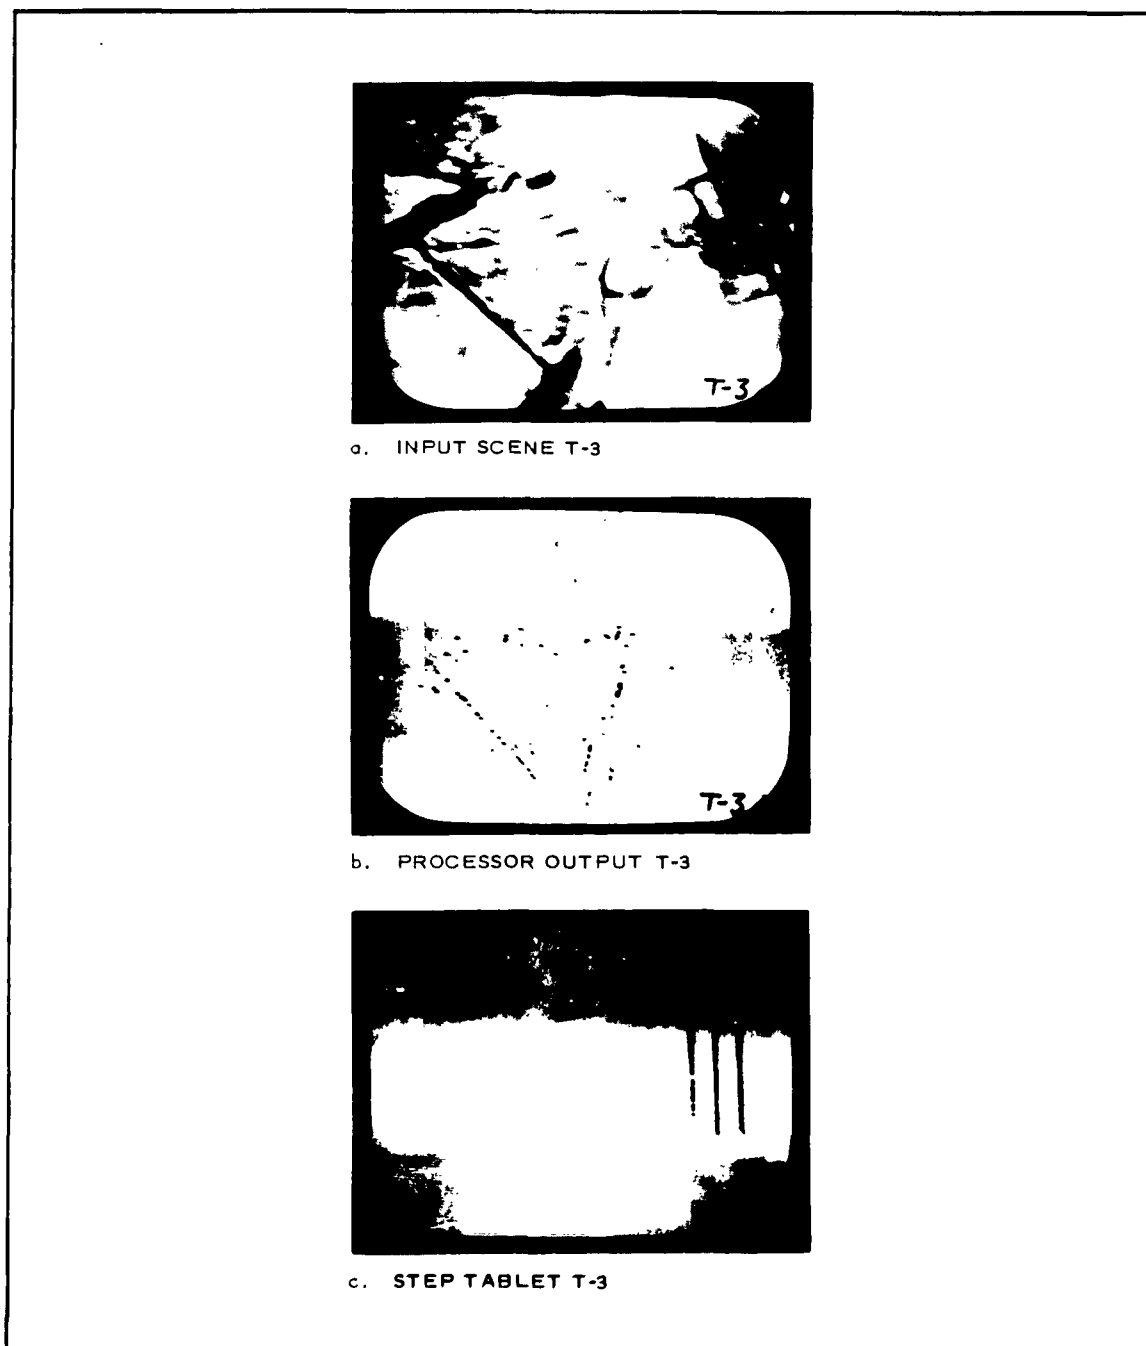 T-3
a. INPUT SCENE T-3
T-3
b. PROCESSOR OUTPUT T-3
c. STEP TABLET T-3